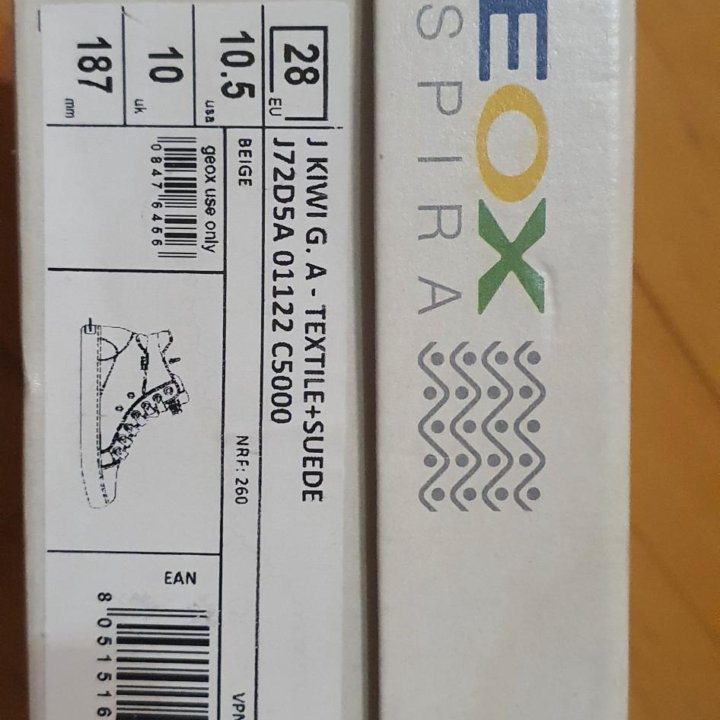 EOX
SPIRA
J KIWI G. A - TEXTILE+SUEDE
J72D5A 01122 C5000
28 EU
10.5 usa
10 uk
187 mm
BEIGE
NRF: 260
VPN
geox use only
0847 6456
EAN
8 051516